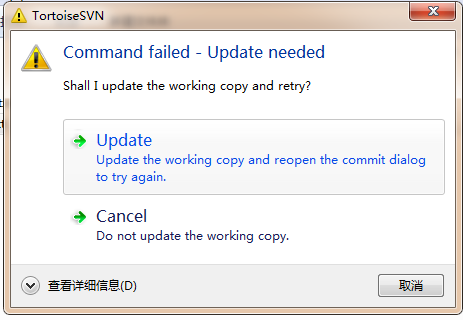 TortoiseSVN
Command failed - Update needed
Shall I update the working copy and retry?
Update
Update the working copy and reopen the commit dialog
to try again.
Cancel
Do not update the working copy.
查看详细信息(D)
取消